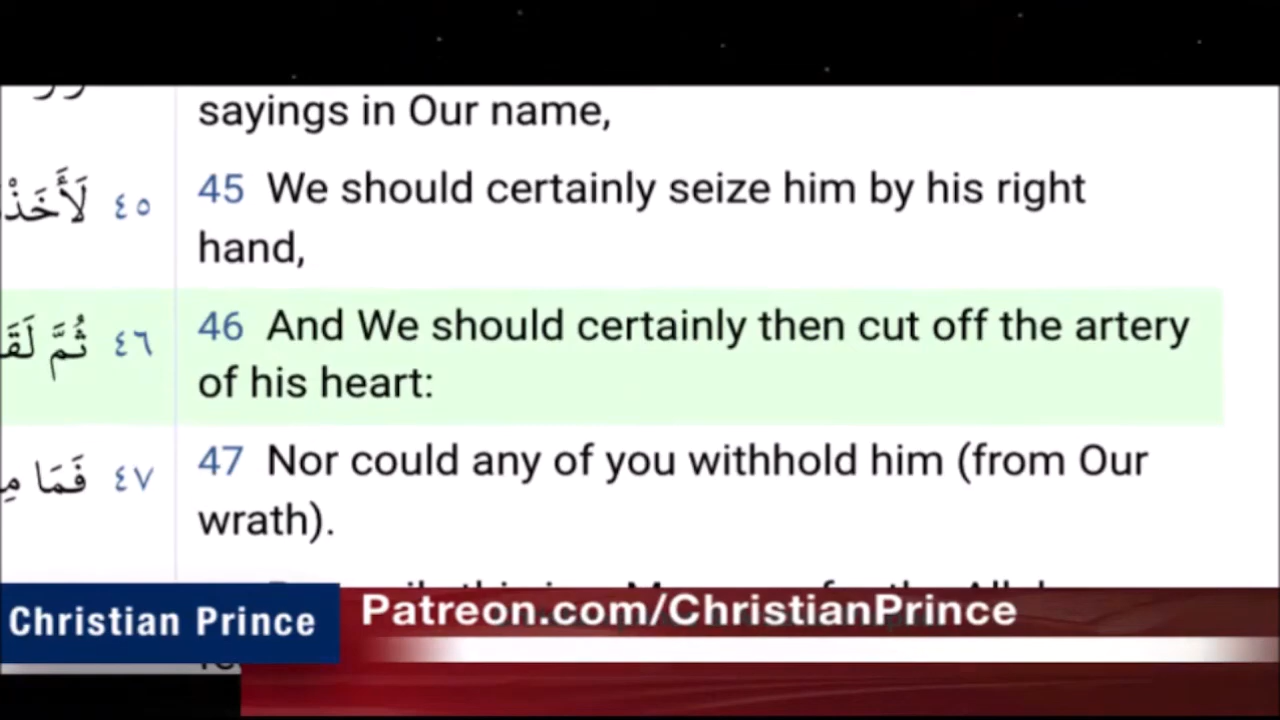 sayings in Our name,
لَأَخَذْ ٤٥ 45 We should certainly seize him by his right
hand,
ثُمَّ لَقَ ٤٦ 46 And We should certainly then cut off the artery
of his heart:
فَمَا مِ ٤٧ 47 Nor could any of you withhold him (from Our
wrath).
Christian Prince
Patreon.com/ChristianPrince